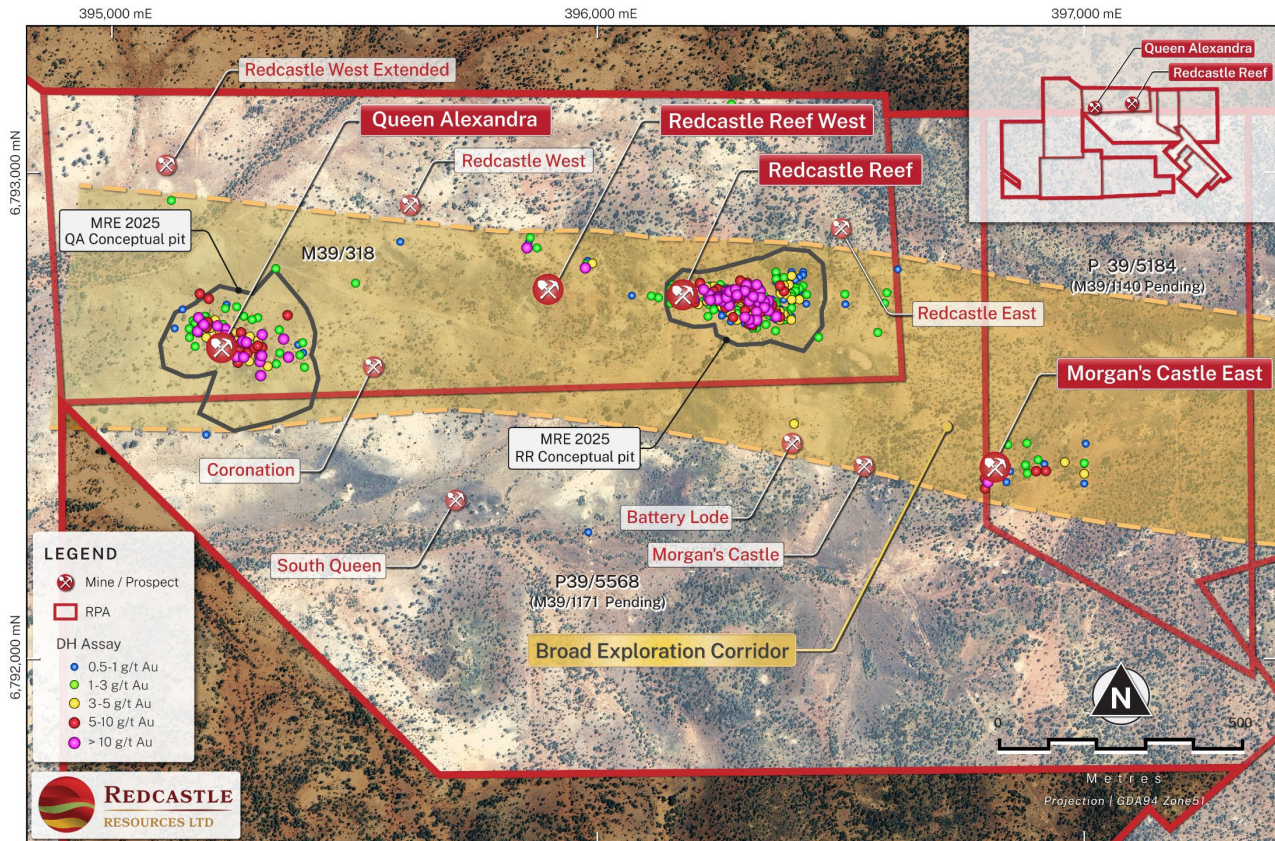 395,000 mE
396,000 mE
397,000 mE
6,793,000 mN
6,792,000 mN
Queen Alexandra
Redcastle Reef
Redcastle West Extended
Queen Alexandra
Redcastle Reef West
Redcastle West
Redcastle Reef
MRE 2025
QA Conceptual pit
M39/318
P 39/5184
(M39/1140 Pending)
Redcastle East
Morgan's Castle East
MRE 2025
RR Conceptual pit
Coronation
Battery Lode
Morgan's Castle
South Queen
P39/5568
(M39/1171 Pending)
Broad Exploration Corridor
LEGEND
Mine / Prospect
RPA
DH Assay
0.5-1 g/t Au
1-3 g/t Au
3-5 g/t Au
5-10 g/t Au
> 10 g/t Au
N
0
500
Metres
Projection | GDA94 Zone51
REDCASTLE
RESOURCES LTD